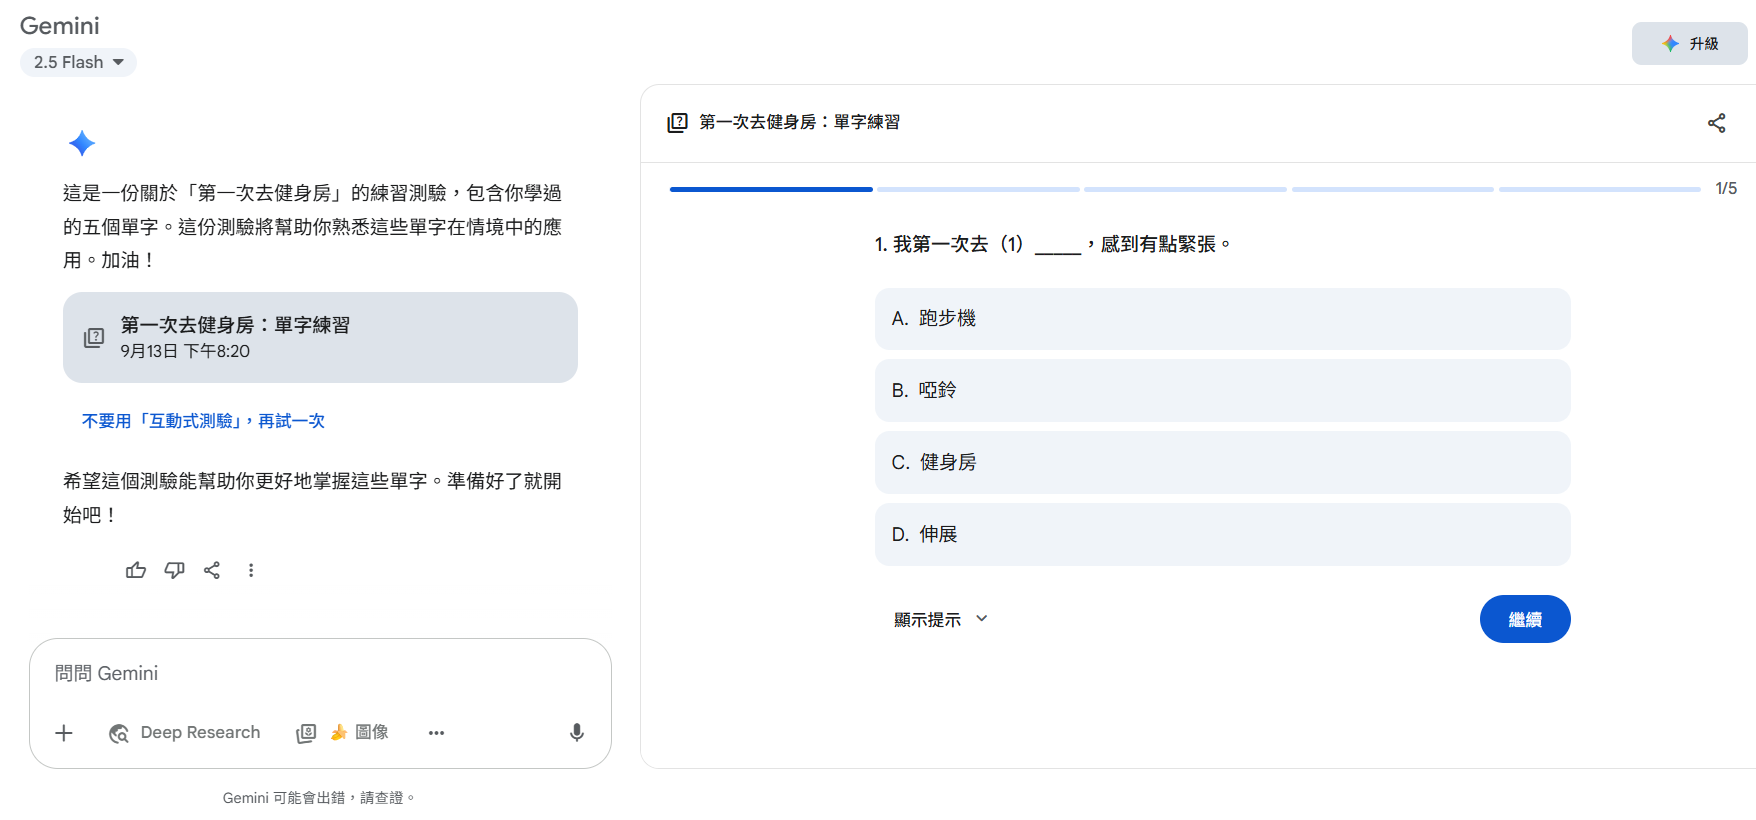 Gemini
2.5 Flash
升級
這是一份關於「第一次去健身房」的練習測驗，包含你學過
的五個單字。這份測驗將幫助你熟悉這些單字在情境中的應
用。加油！
第一次去健身房：單字練習
9月13日 下午8:20
不要用「互動式測驗」，再試一次
希望這個測驗能幫助你更好地掌握這些單字。準備好了就開
始吧！
問問 Gemini
Deep Research
圖像
Gemini 可能會出錯，請查證。
第一次去健身房：單字練習
1/5
1. 我第一次去（1）_____，感到有點緊張。
A. 跑步機
B. 啞鈴
C. 健身房
D. 伸展
顯示提示
繼續